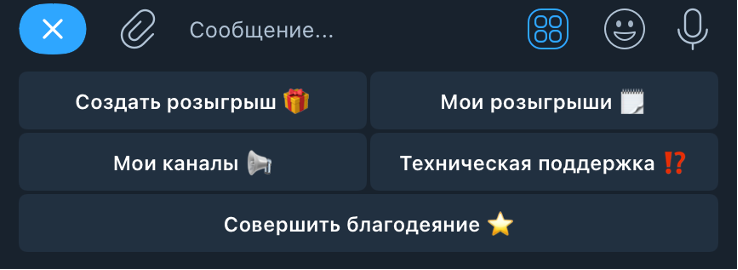 Сообщение...
Создать розыгрыш 🎁 Мои розыгрыши 🗒
Мои каналы 📢 Техническая поддержка ⁉️
Совершить благодеяние ⭐